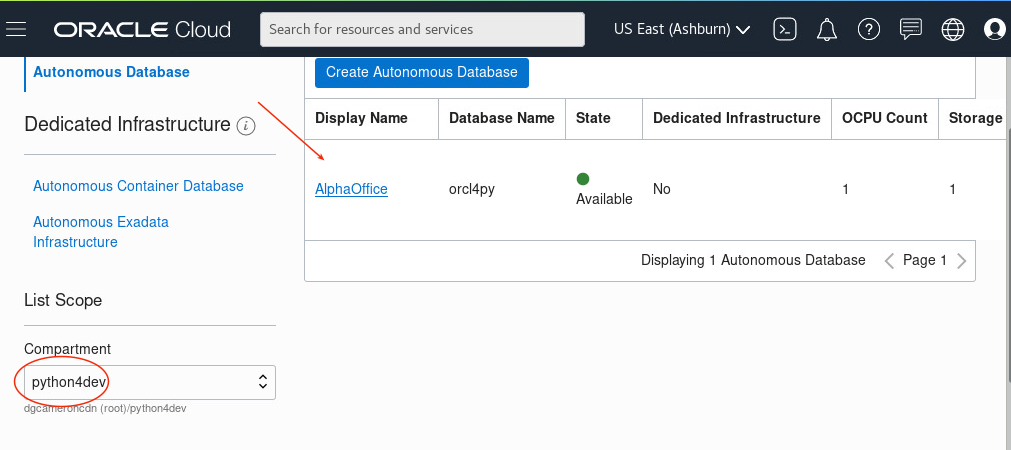 ORACLE Cloud
Search for resources and services
US East (Ashburn)
Autonomous Database
Dedicated Infrastructure
Autonomous Container Database
Autonomous Exadata
Infrastructure
List Scope
Compartment
python4dev
dgcameroncdn (root)/python4dev
Create Autonomous Database
Display Name Database Name State Dedicated Infrastructure OCPU Count Storage
AlphaOffice orcl4py Available No 1 1
Displaying 1 Autonomous Database Page 1